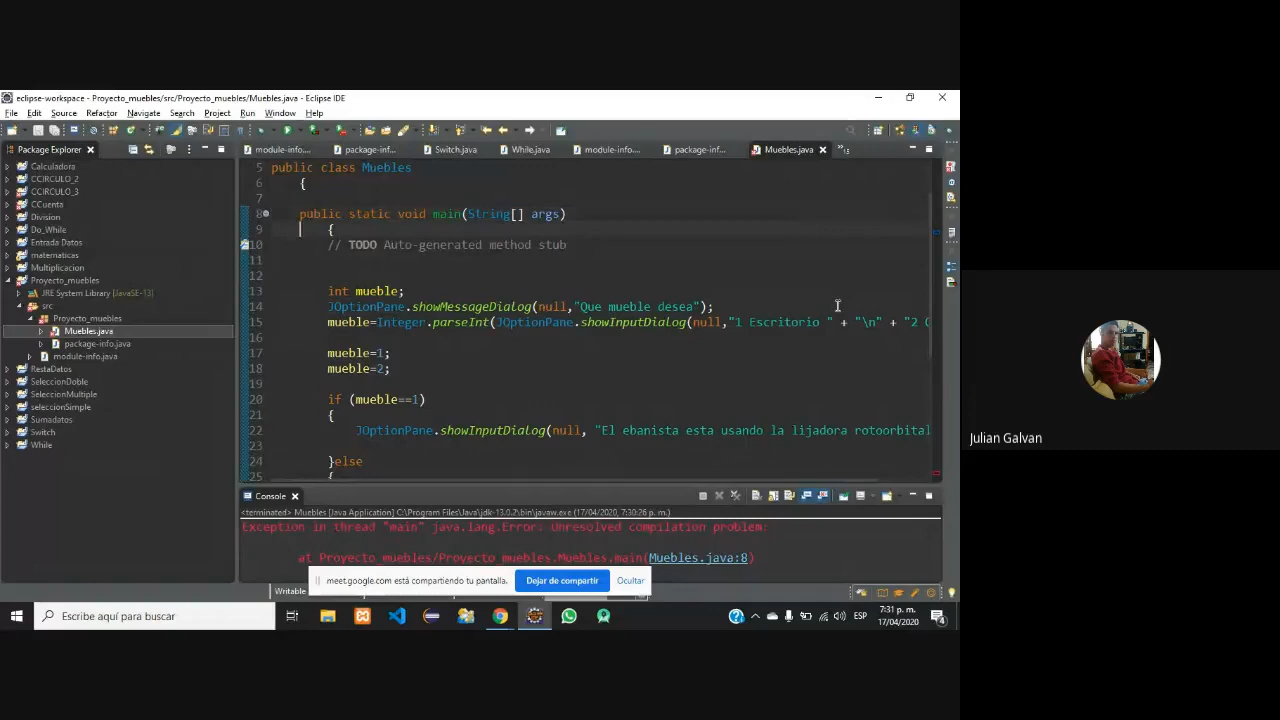 eclipse-workspace - Proyecto_muebles/src/Proyecto_muebles/Muebles.java - Eclipse IDE
File Edit Source Refactor Navigate Search Project Run Window Help
Package Explorer
module-info....
package-inf...
Switch.java
While.java
module-info....
package-inf...
Muebles.java
Calculadora
CCIRCULO_2
CCIRCULO_3
CCuenta
Division
Do_While
Entrada Datos
matematicas
Multiplicacion
Proyecto_muebles
JRE System Library [JavaSE-13]
src
Proyecto_muebles
Muebles.java
package-info.java
module-info.java
RestaDatos
SeleccionDoble
SeleccionMultiple
seleccionSimple
Sumadatos
Switch
While
5 public class Muebles
6 {
7
8 public static void main(String[] args)
9 {
10 // TODO Auto-generated method stub
11
12
13 int mueble;
14 JOptionPane.showMessageDialog(null,"Que mueble desea");
15 mueble=Integer.parseInt(JOptionPane.showInputDialog(null,"1 Escritorio " + "\n" + "2
16
17 mueble=1;
18 mueble=2;
19
20 if (mueble==1)
21 {
22 JOptionPane.showInputDialog(null, "El ebanista esta usando la lijadora rotoorbital
23
24 }else
25 {
Console
<terminated> Muebles [Java Application] C:\Program Files\Java\jdk-13.0.2\bin\javaw.exe (17/04/2020, 7:30:26 p. m.)
Exception in thread "main" java.lang.Error: Unresolved compilation problem:
at Proyecto_muebles/Proyecto_muebles.Muebles.main(Muebles.java:8)
meet.google.com está compartiendo tu pantalla.
Dejar de compartir
Ocultar
Writable
Escribe aquí para buscar
ESP
7:31 p. m.
17/04/2020
4
Julian Galvan